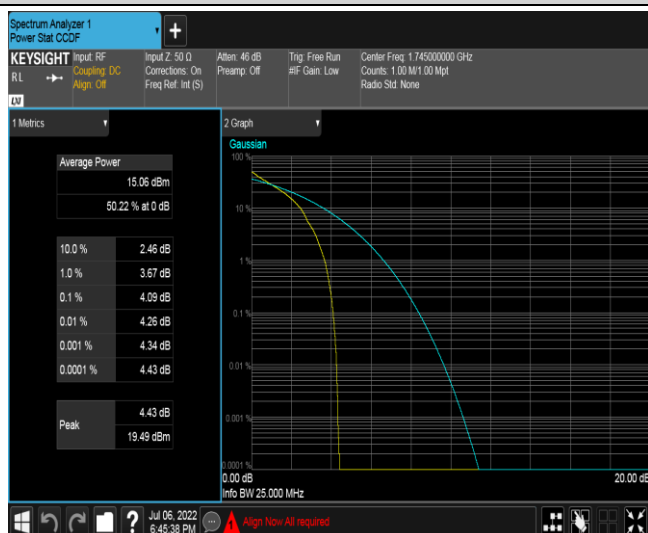 Spectrum Analyzer 1
Power Stat CCDF
+
KEYSIGHT
RL
LXI
Input: RF
Coupling: DC
Align: Off
Input Z: 50 Ω
Corrections: On
Freq Ref: Int (S)
Atten: 46 dB
Preamp: Off
Trig: Free Run
#IF Gain: Low
Center Freq: 1.745000000 GHz
Counts: 1.00 M/1.00 Mpt
Radio Std: None
1 Metrics
Average Power
15.06 dBm
50.22 % at 0 dB
10.0 % 2.46 dB
1.0 % 3.67 dB
0.1 % 4.09 dB
0.01 % 4.26 dB
0.001 % 4.34 dB
0.0001 % 4.43 dB
Peak
4.43 dB
19.49 dBm
2 Graph
Gaussian
100 %
10 %
1 %
0.1 %
0.01 %
0.001 %
0.0001 %
0.00 dB 20.00 dB
Info BW 25.000 MHz
?
Jul 06, 2022
6:45:38 PM
Align Now All required